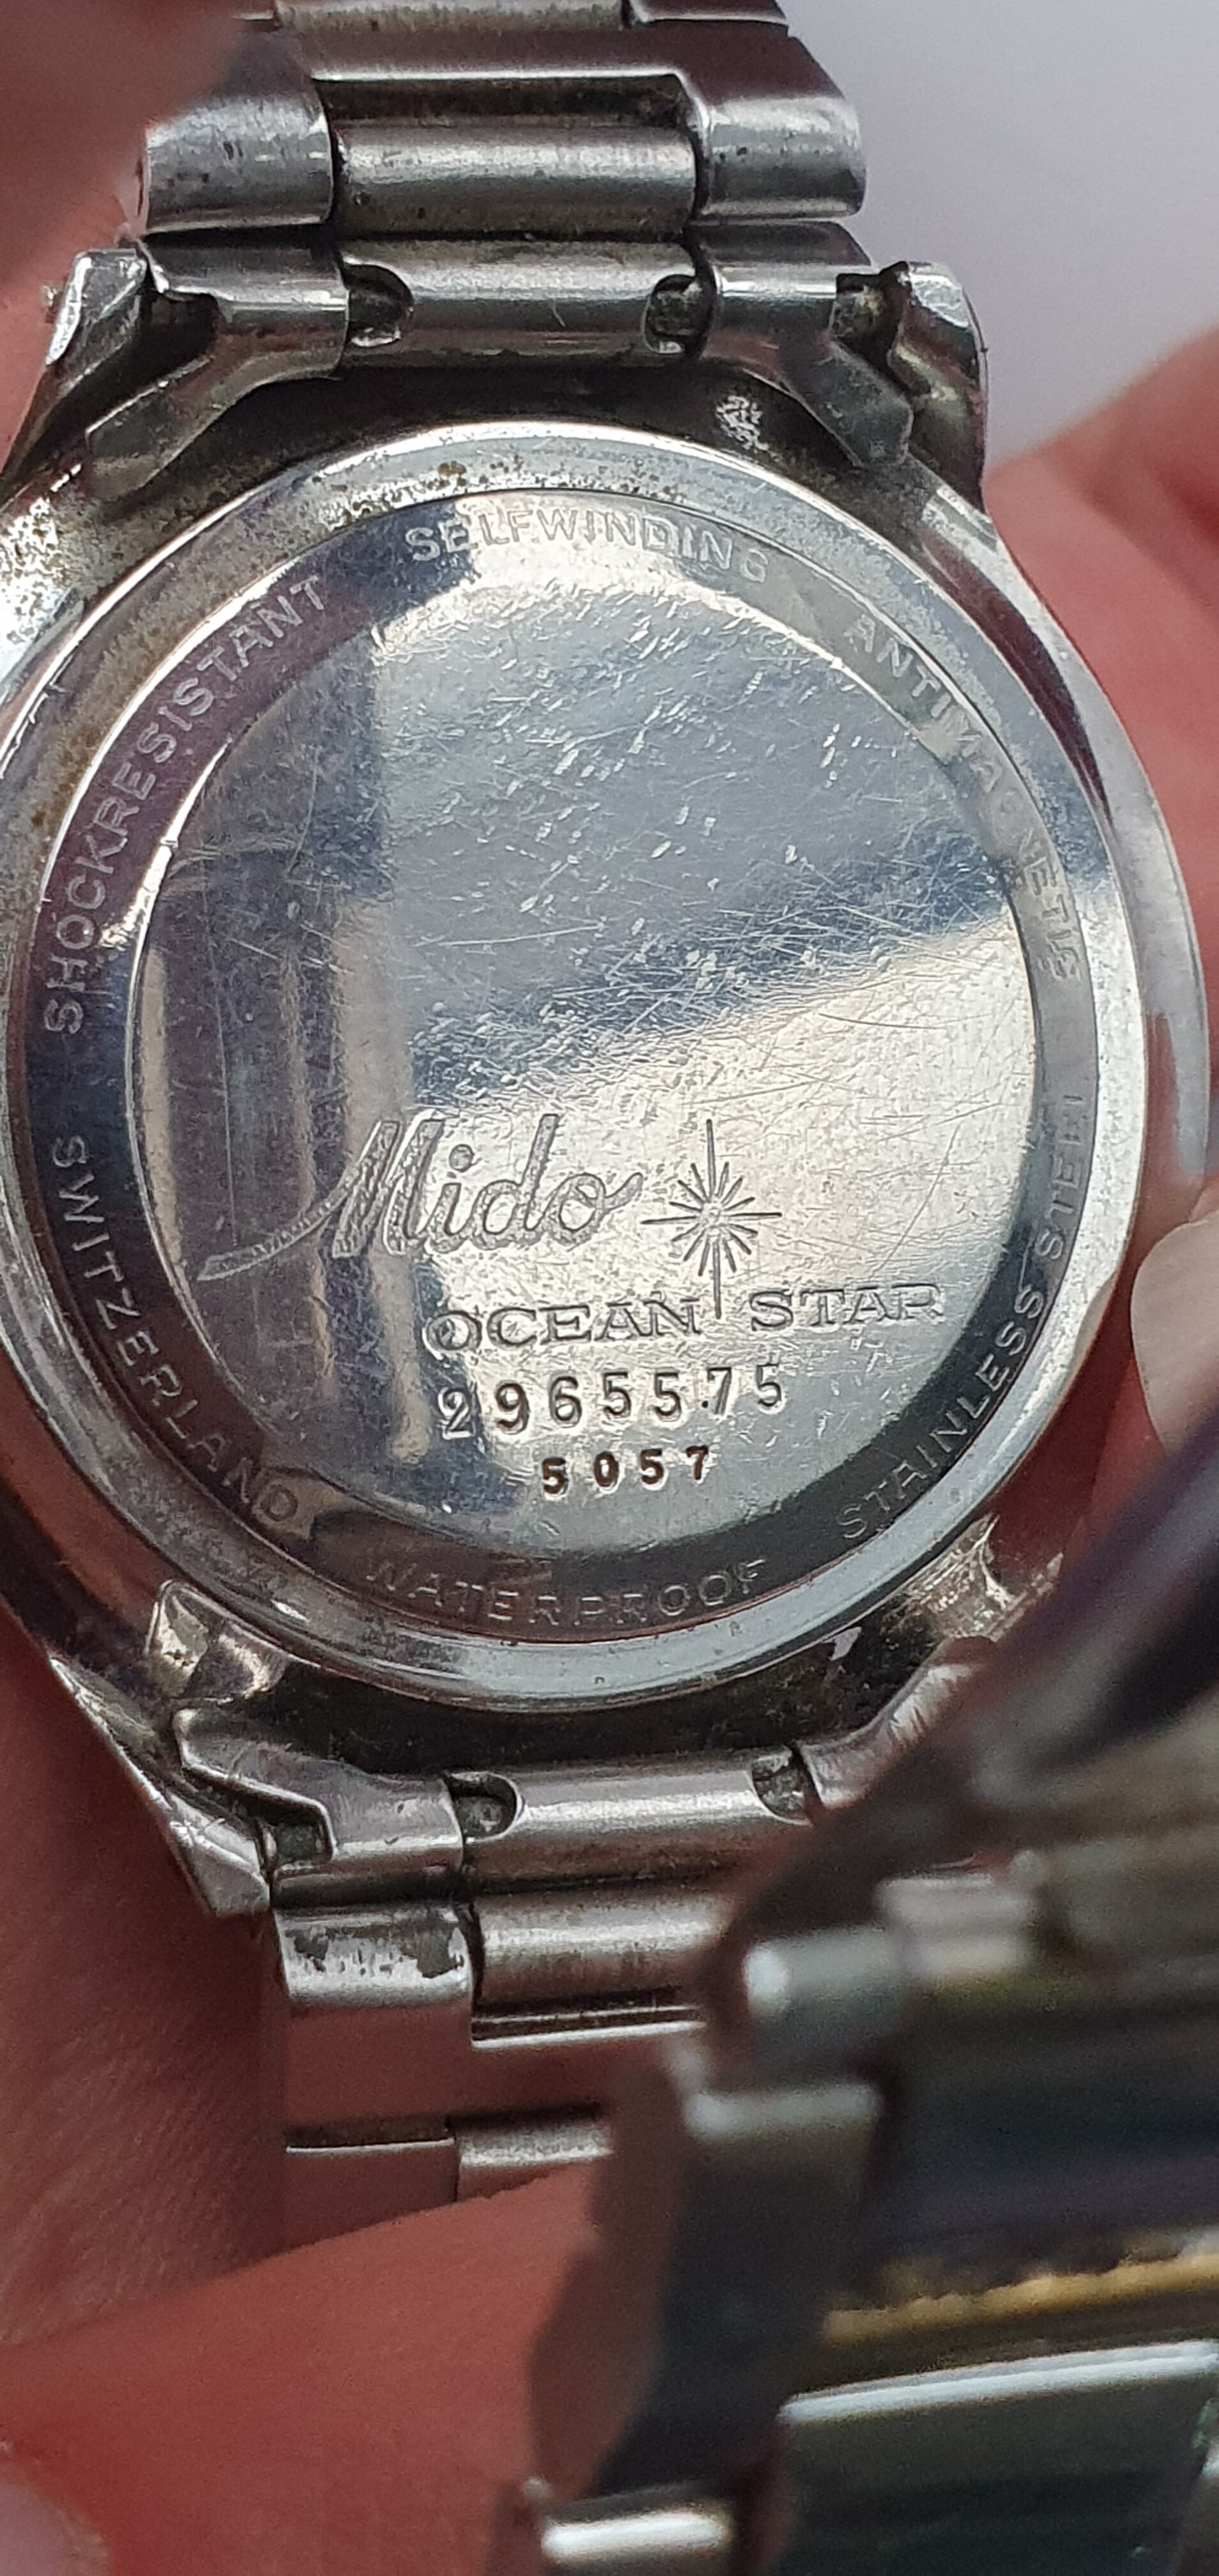 SELFWINDING
ANTIMAGNETIC
STAINLESS STEEL
WATERPROOF
SWITZERLAND
SHOCKRESISTANT
Mido
OCEAN STAR
2965575
5057